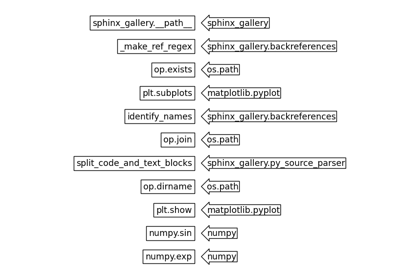 sphinx_gallery.__path__ sphinx_gallery
_make_ref_regex sphinx_gallery.backreferences
op.exists os.path
plt.subplots matplotlib.pyplot
identify_names sphinx_gallery.backreferences
op.join os.path
split_code_and_text_blocks sphinx_gallery.py_source_parser
op.dirname os.path
plt.show matplotlib.pyplot
numpy.sin numpy
numpy.exp numpy